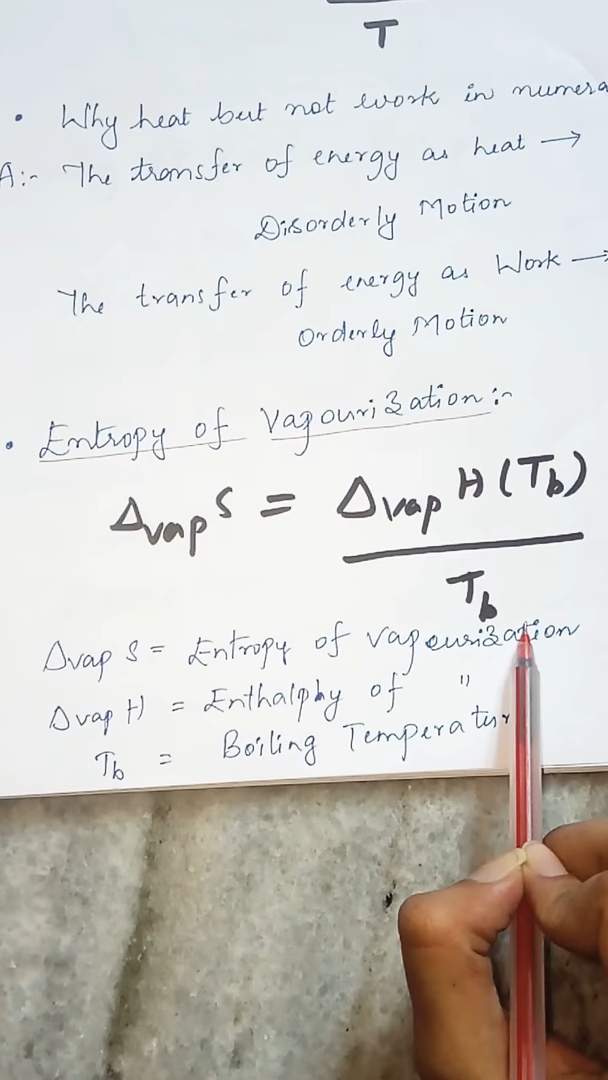 T
• Why heat but not work in numera
A:- The transfer of energy as heat →
Disorderly Motion
The transfer of energy as Work →
Orderly Motion
• Entropy of Vapourization :-
ΔvapS = ΔvapH(Tb)
Tb
Δvap S = Entropy of vapourization
Δvap H = Enthalphy of "
Tb = Boiling Temperatur